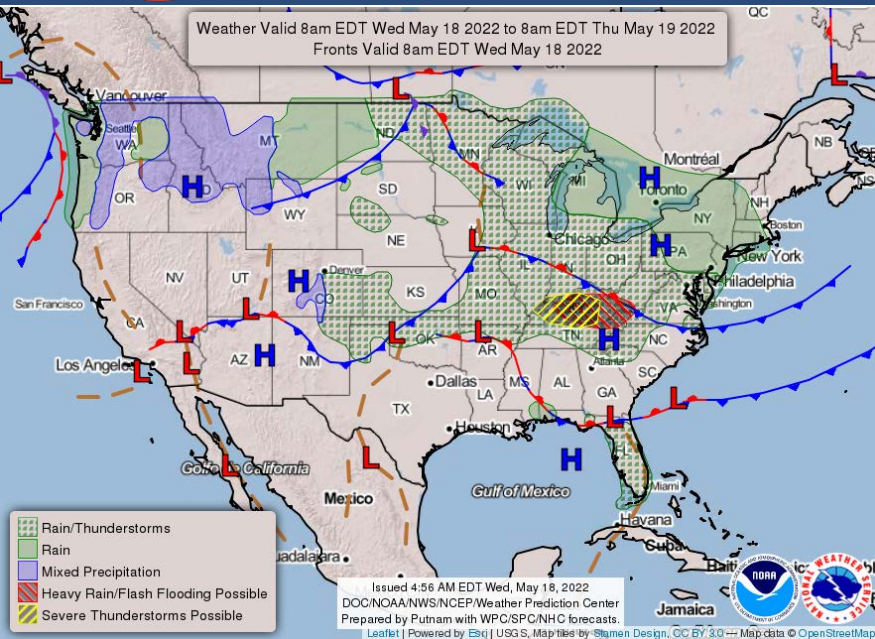 Weather Valid 8am EDT Wed May 18 2022 to 8am EDT Thu May 19 2022
Fronts Valid 8am EDT Wed May 18 2022
QC
Vancouver
Seattle
WA
MT
ND
MN
L
L
L
Montréal
NB
NS
OR
H
SD
WI
MI
H
Toronto
NH
NY
Boston
WY
NE
L
Chicago
IL
OH
H
PA
New York
Philadelphia
NV
UT
H
Denver
CO
KS
MO
VA
San Francisco
CA
L
L
OK
L
L
TN
H
NC
Los Angeles
L
L
AZ
H
NM
AR
Atlanta
SC
Dallas
MS
AL
GA
LA
TX
L
L
Houston
FL
Golfo de California
L
L
H
Mexico
Gulf of Mexico
Miami
Havana
Cuba
Jamaica
Rain/Thunderstorms
Rain
Mixed Precipitation
Heavy Rain/Flash Flooding Possible
Severe Thunderstorms Possible
Issued 4:56 AM EDT Wed, May 18, 2022
DOC/NOAA/NWS/NCEP/Weather Prediction Center
Prepared by Putnam with WPC/SPC/NHC forecasts.
NOAA
NATIONAL WEATHER SERVICE
Leaflet | Powered by Esri | USGS, Map tiles by Stamen Design, CC BY 3.0 — Map data © OpenStreetMap